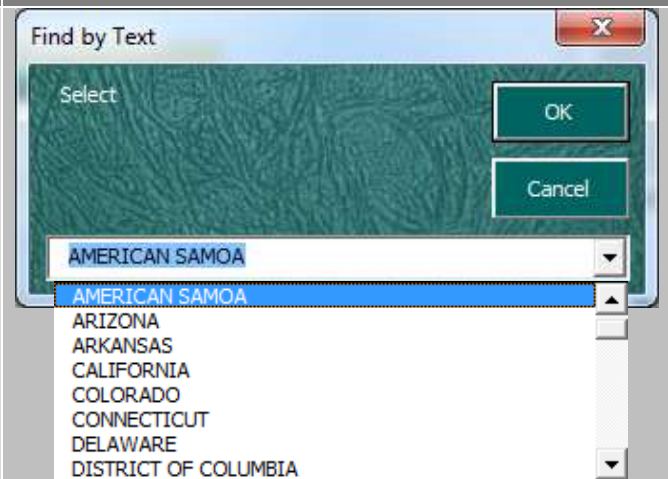 Find by Text
Select
OK
Cancel
AMERICAN SAMOA
AMERICAN SAMOA
ARIZONA
ARKANSAS
CALIFORNIA
COLORADO
CONNECTICUT
DELAWARE
DISTRICT OF COLUMBIA